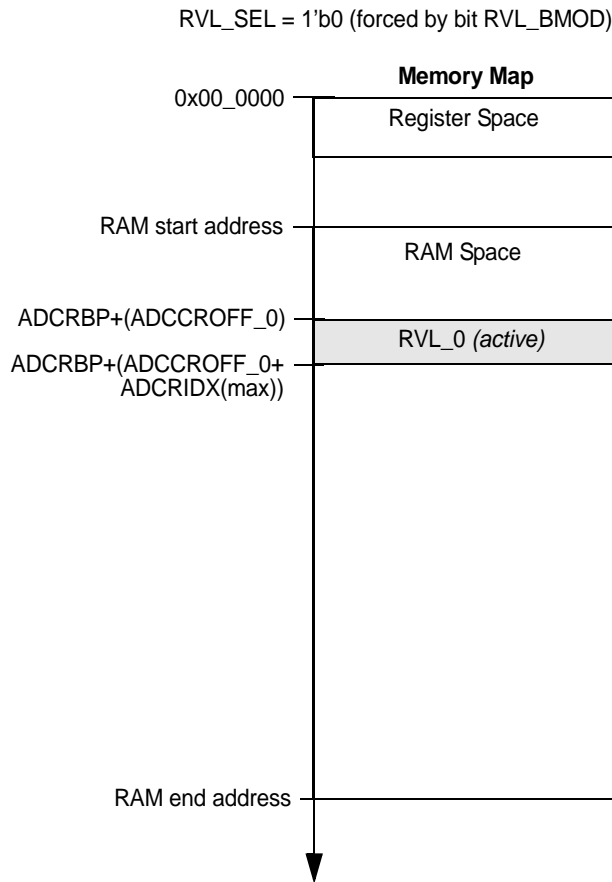 RVL_SEL = 1'b0 (forced by bit RVL_BMOD)
Memory Map
0x00_0000
Register Space
RAM start address
RAM Space
ADCRBP+(ADCCROFF_0)
RVL_0 (active)
ADCRBP+(ADCCROFF_0+
ADCRIDX(max))
RAM end address